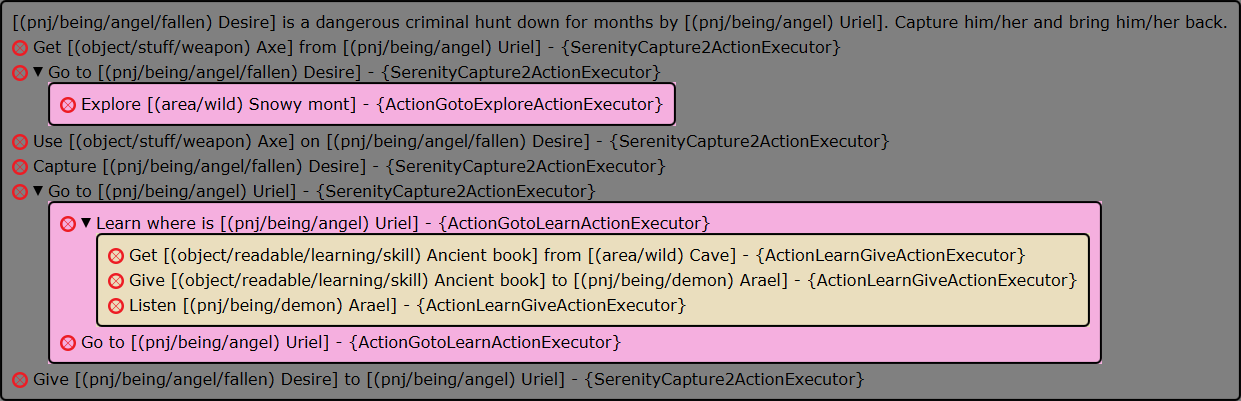 [(pnj/being/angel/fallen) Desire] is a dangerous criminal hunt down for months by [(pnj/being/angel) Uriel]. Capture him/her and bring him/her back.
Get [(object/stuff/weapon) Axe] from [(pnj/being/angel) Uriel] - {SerenityCapture2ActionExecutor}
▼ Go to [(pnj/being/angel/fallen) Desire] - {SerenityCapture2ActionExecutor}
Explore [(area/wild) Snowy mont] - {ActionGotoExploreActionExecutor}
Use [(object/stuff/weapon) Axe] on [(pnj/being/angel/fallen) Desire] - {SerenityCapture2ActionExecutor}
Capture [(pnj/being/angel/fallen) Desire] - {SerenityCapture2ActionExecutor}
▼ Go to [(pnj/being/angel) Uriel] - {SerenityCapture2ActionExecutor}
▼ Learn where is [(pnj/being/angel) Uriel] - {ActionGotoLearnActionExecutor}
Get [(object/readable/learning/skill) Ancient book] from [(area/wild) Cave] - {ActionLearnGiveActionExecutor}
Give [(object/readable/learning/skill) Ancient book] to [(pnj/being/demon) Arael] - {ActionLearnGiveActionExecutor}
Listen [(pnj/being/demon) Arael] - {ActionLearnGiveActionExecutor}
Go to [(pnj/being/angel) Uriel] - {ActionGotoLearnActionExecutor}
Give [(pnj/being/angel/fallen) Desire] to [(pnj/being/angel) Uriel] - {SerenityCapture2ActionExecutor}